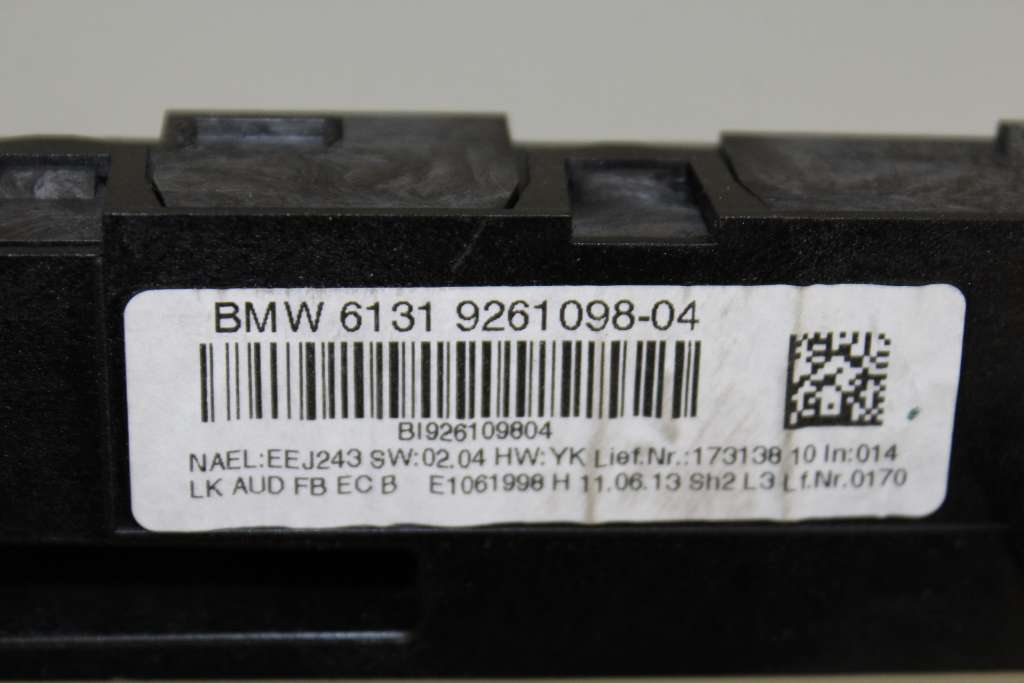 BMW 6131 9261098-04
BI926109804
NAEL:EEJ243 SW:02.04 HW:YK Lief.Nr.:173138 10 In:014
LK AUD FB EC B E1061998 H 11.06.13 Sh2 L3 Lf.Nr.0170